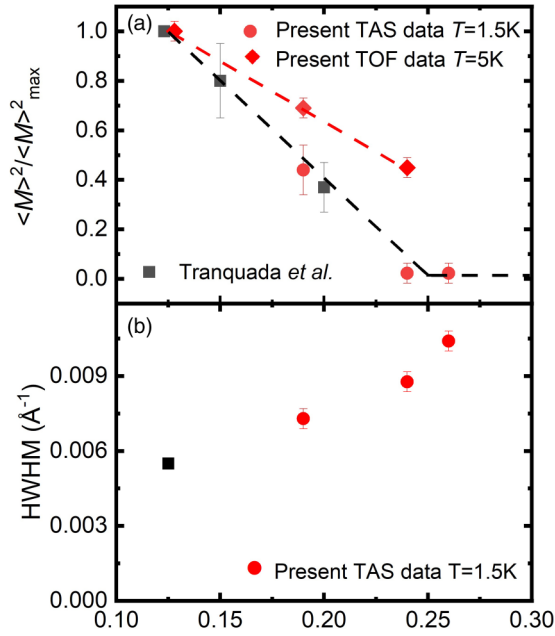 (a)
Present TAS data T=1.5K
Present TOF data T=5K
Tranquada et al.
<M>²/<M>²max
1.0
0.8
0.6
0.4
0.2
0.0
(b)
Present TAS data T=1.5K
HWHM (Å⁻¹)
0.009
0.006
0.003
0.000
0.10
0.15
0.20
0.25
0.30